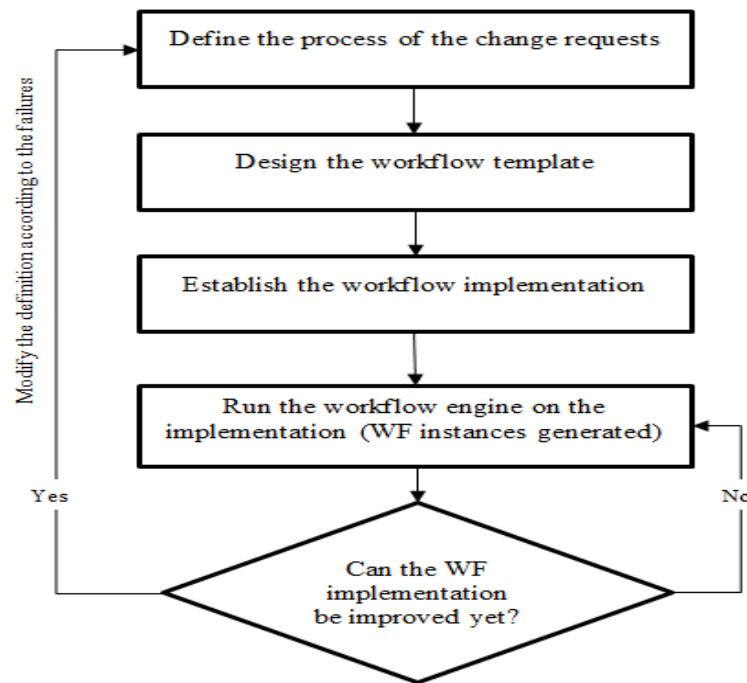 Define the process of the change requests
Design the workflow template
Establish the workflow implementation
Run the workflow engine on the
implementation (WF instances generated)
Can the WF
implementation
be improved yet?
Yes
No
Modify the definition according to the failures